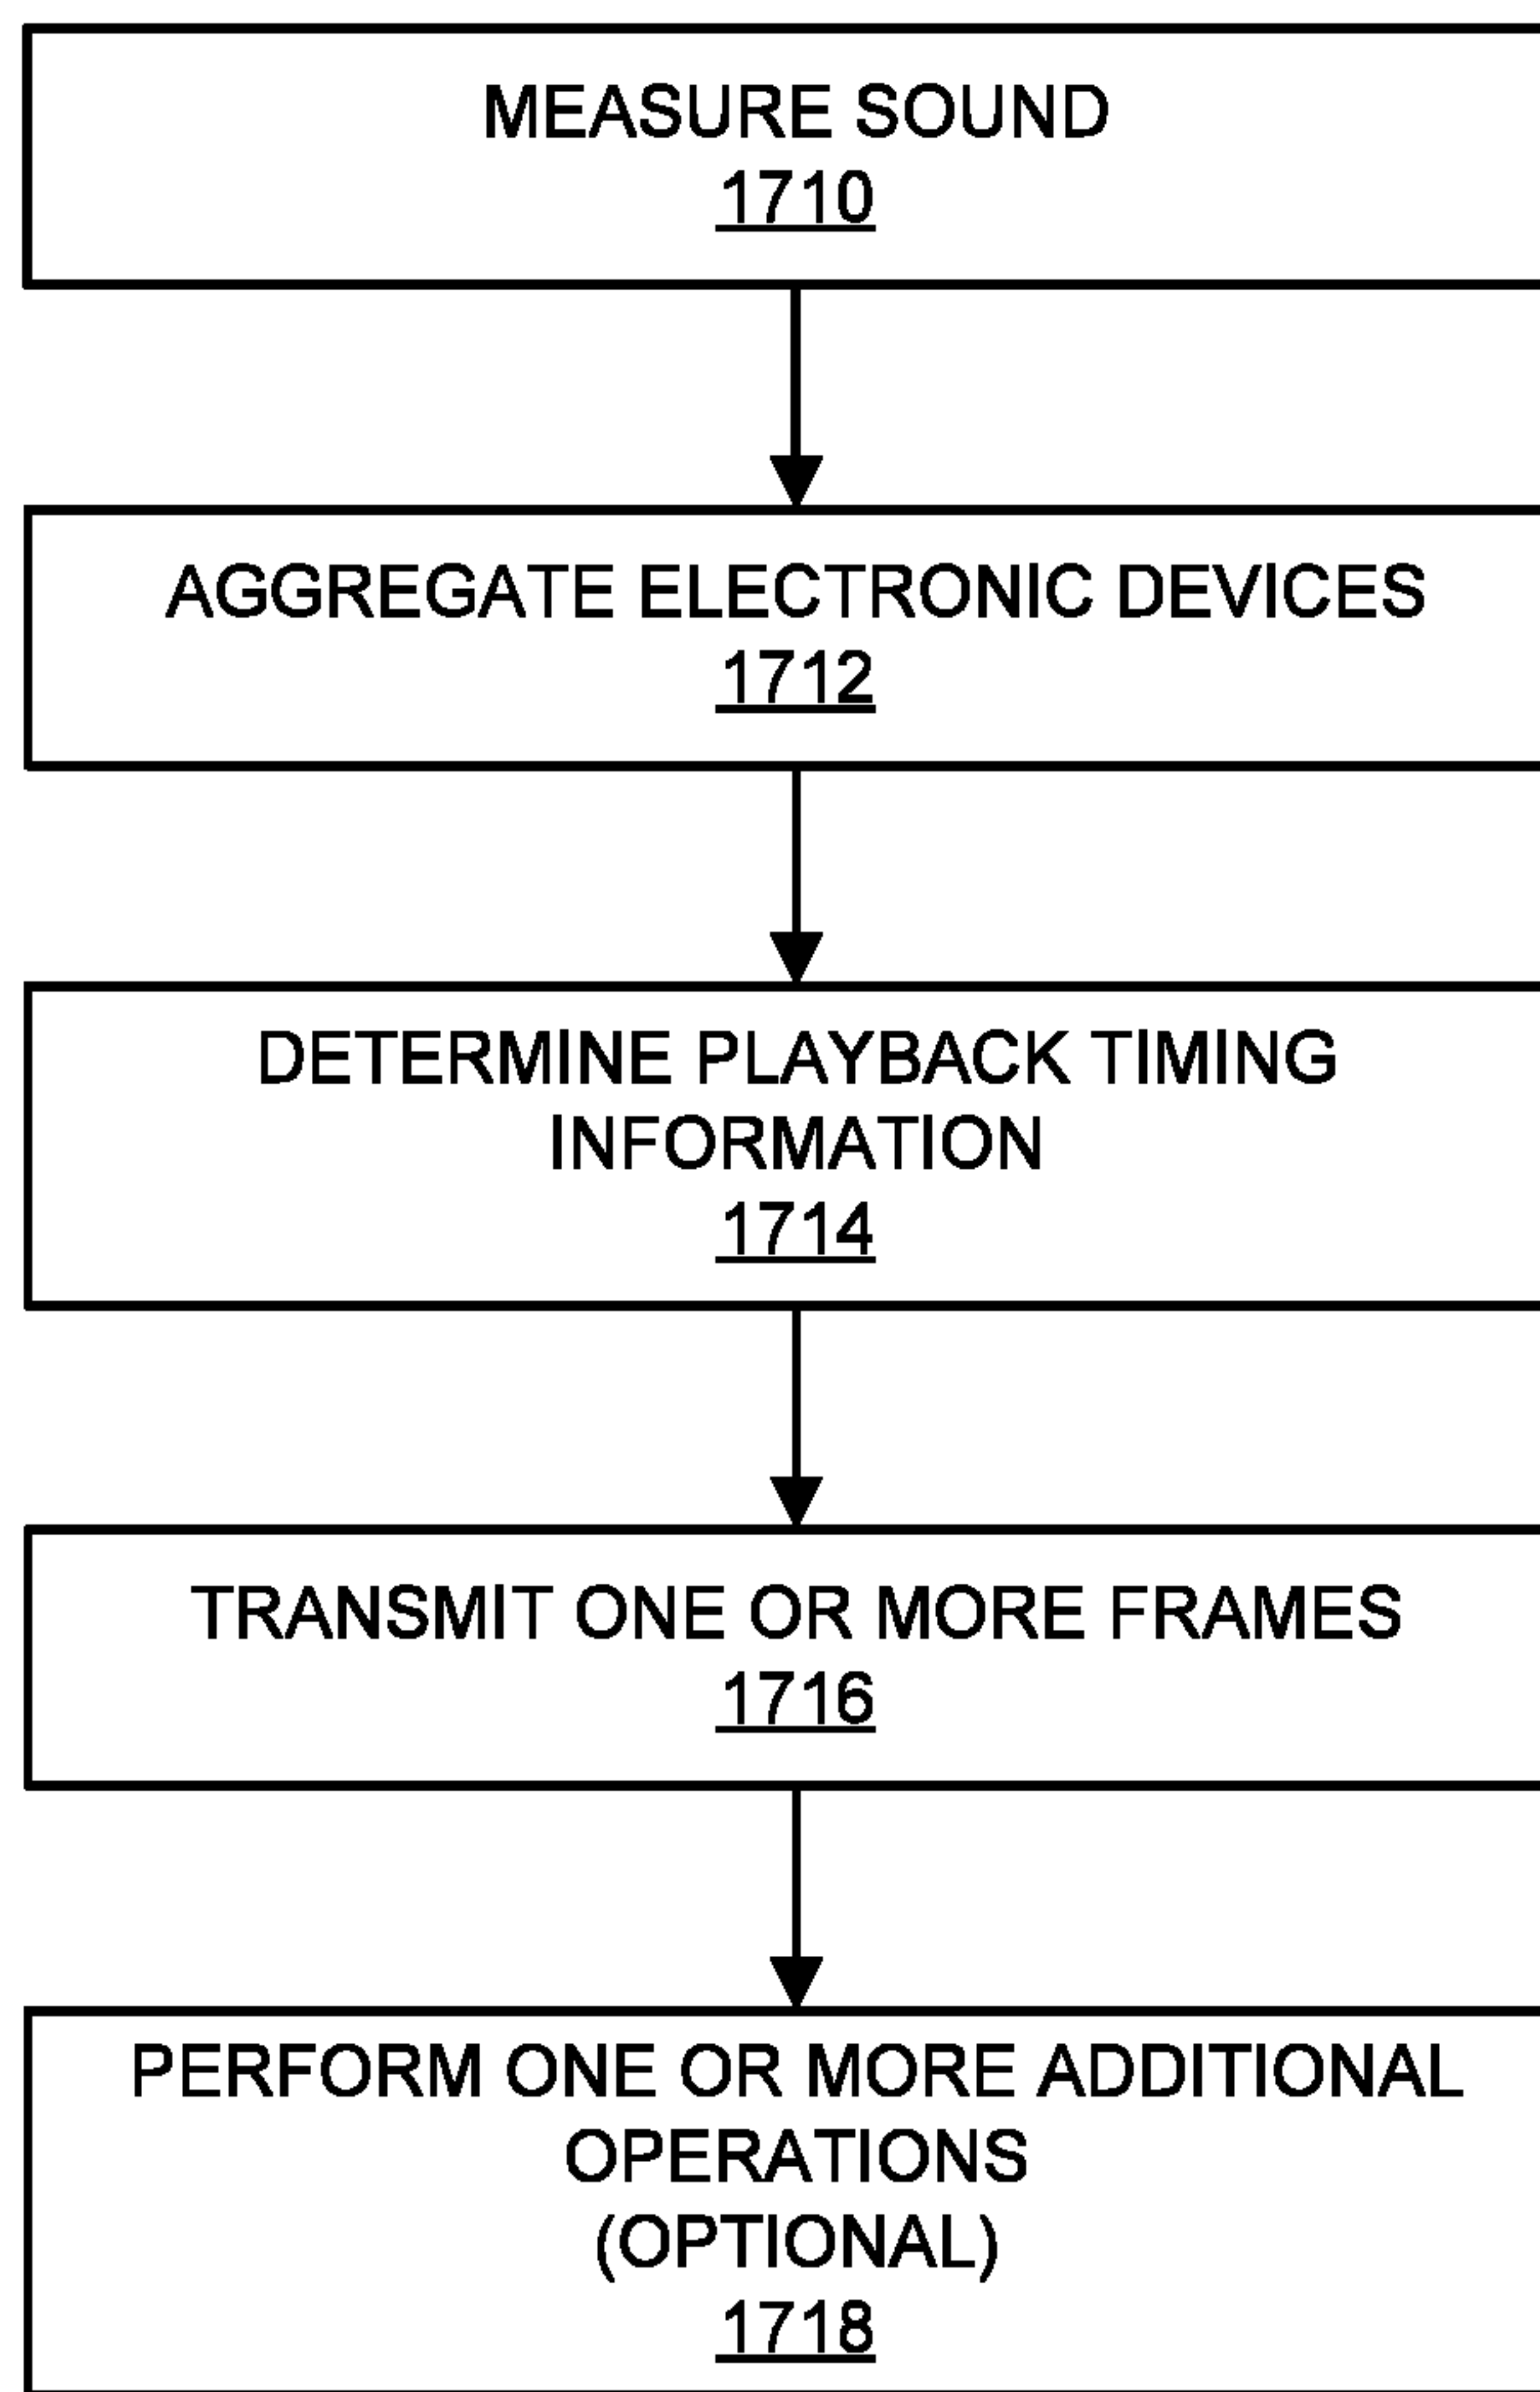 MEASURE SOUND
1710
AGGREGATE ELECTRONIC DEVICES
1712
DETERMINE PLAYBACK TIMING
INFORMATION
1714
TRANSMIT ONE OR MORE FRAMES
1716
PERFORM ONE OR MORE ADDITIONAL
OPERATIONS
(OPTIONAL)
1718